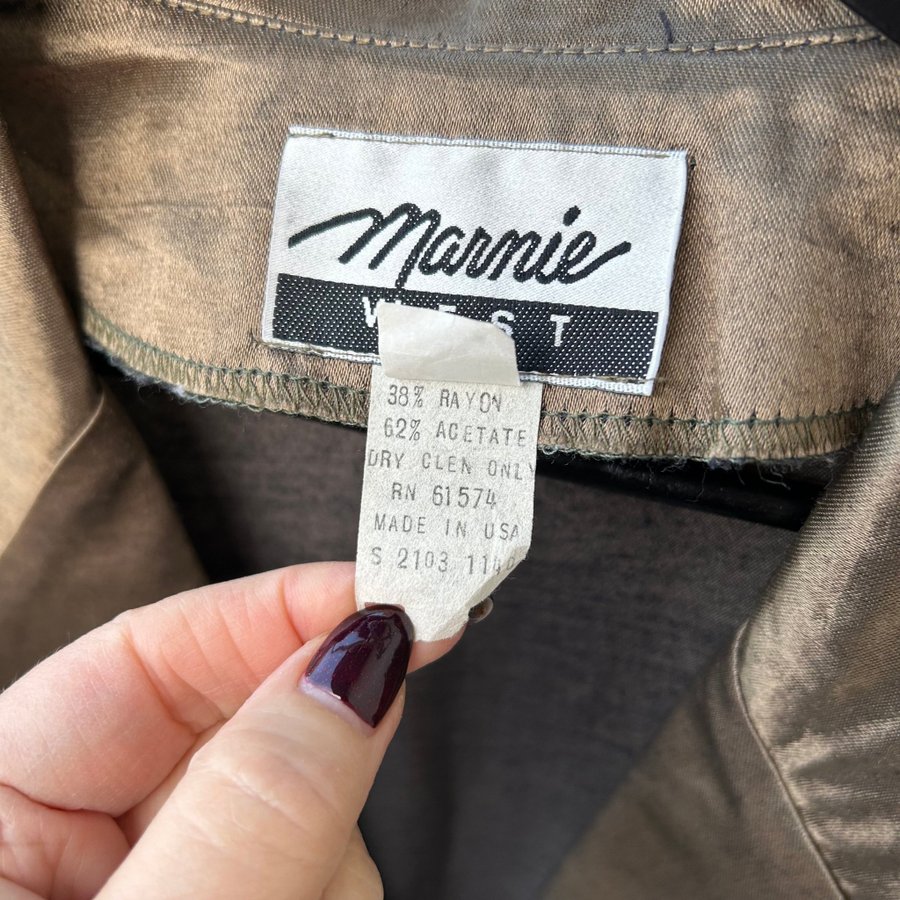 Marnie
WEST
38% RAYON
62% ACETATE
DRY CLEN ONLY
RN 61574
MADE IN USA
S 2103